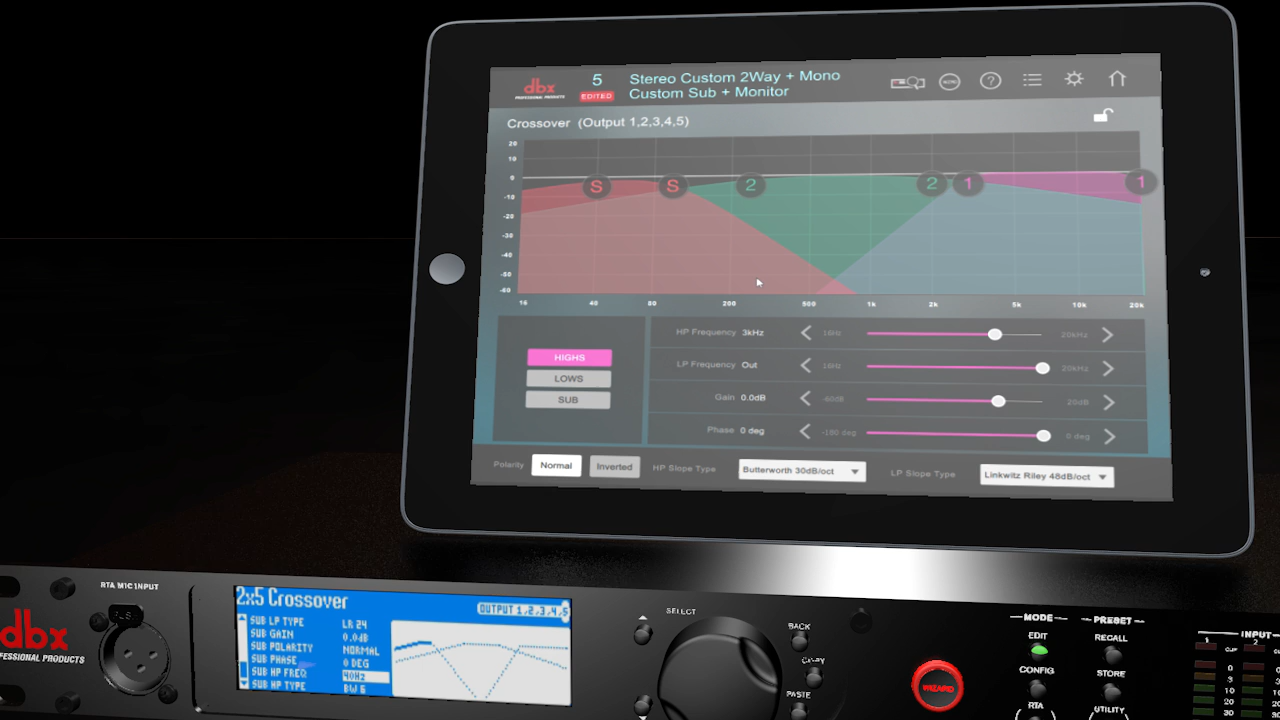 dbx
PROFESSIONAL PRODUCTS
5
EDITED
Stereo Custom 2Way + Mono
Custom Sub + Monitor
?
Crossover (Output 1,2,3,4,5)
20
10
0
-10
-20
-30
-40
-50
-60
S S 2 2 1 1
16 40 80 200 500 1k 2k 5k 10k 20k
HIGHS
LOWS
SUB
HP Frequency 3kHz 16Hz 20kHz
LP Frequency Out 16Hz 20kHz
Gain 0.0dB -60dB 20dB
Phase 0 deg -180 deg 0 deg
Polarity Normal Inverted HP Slope Type Butterworth 30dB/oct LP Slope Type Linkwitz Riley 48dB/oct
dbx
PROFESSIONAL PRODUCTS
RTA MIC INPUT
2x5 Crossover
OUTPUT 1,2,3,4,5
SUB LP TYPE LR 24
SUB GAIN 0.0dB
SUB POLARITY NORMAL
SUB PHASE 0 DEG
SUB HP FREQ 40Hz
SUB HP TYPE BW 6
SELECT
BACK
PASTE
WIZARD
MODE
EDIT
CONFIG
RTA
PRESET
RECALL
STORE
UTILITY
INPUT
1 2
10 10
20 20
30 30